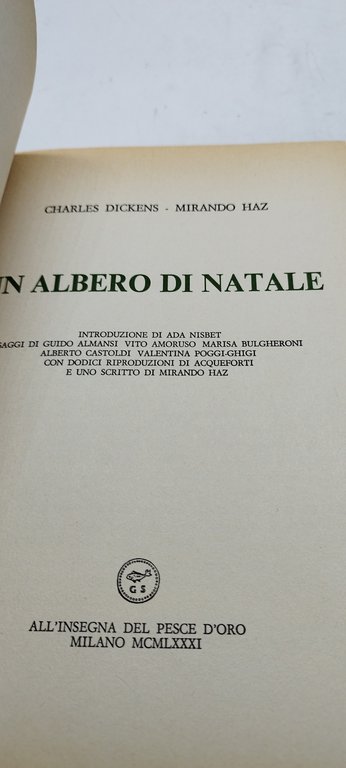 CHARLES DICKENS - MIRANDO HAZ
UN ALBERO DI NATALE
INTRODUZIONE DI ADA NISBET
SAGGI DI GUIDO ALMANSI VITO AMORUSO MARISA BULGHERONI
ALBERTO CASTOLDI VALENTINA POGGI-GHIGI
CON DODICI RIPRODUZIONI DI ACQUEFORTI
E UNO SCRITTO DI MIRANDO HAZ
G S
ALL'INSEGNA DEL PESCE D'ORO
MILANO MCMLXXXI